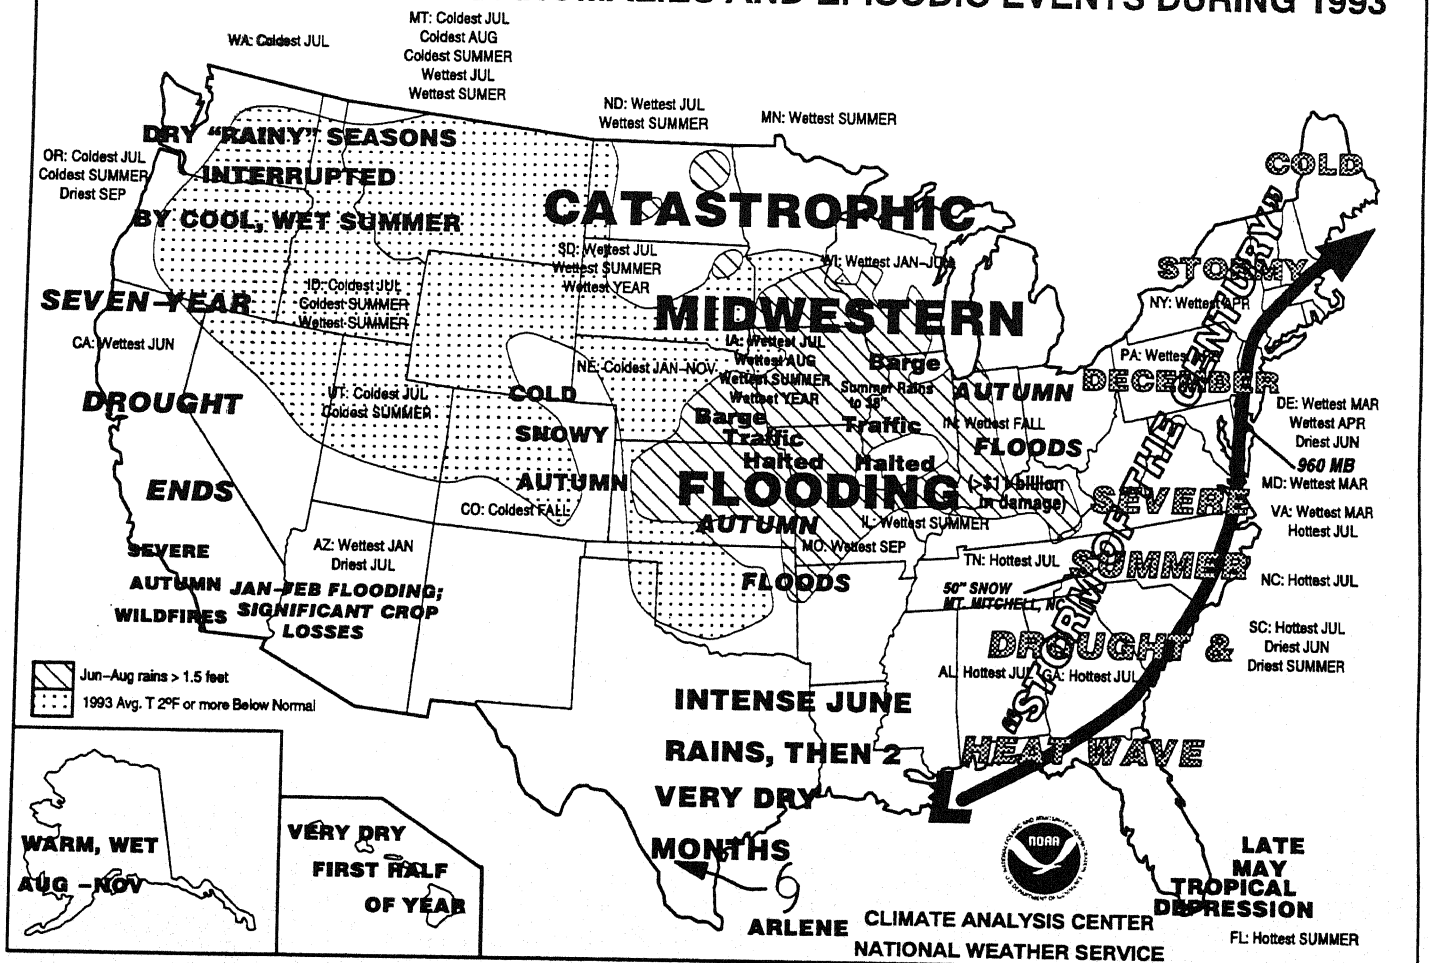 AND EPISODIC EVENTS DURING 1993
MT: Coldest JUL
Coldest AUG
Coldest SUMMER
Wettest JUL
Wettest SUMER
WA: Coldest JUL
ND: Wettest JUL
Wettest SUMMER
MN: Wettest SUMMER
OR: Coldest JUL
Coldest SUMMER
Driest SEP
DRY "RAINY" SEASONS
INTERRUPTED
BY COOL, WET SUMMER
COLD
CATASTROPHIC
SD: Wettest JUL
Wettest SUMMER
Wettest YEAR
WI: Wettest JAN-JUL
STORMY
NY: Wettest APR
ID: Coldest JUL
Coldest SUMMER
Wettest SUMMER
SEVEN-YEAR
MIDWESTERN
CA: Wettest JUN
IA: Wettest JUL
Wettest AUG
Wettest SUMMER
Wettest YEAR
PA: Wettest
NE: Coldest JAN-NOV
Barge
Summer Rains
to 38"
Traffic
Halted
AUTUMN
IN: Wettest FALL
FLOODS
DECEMBER
UT: Coldest JUL
Coldest SUMMER
COLD
SNOWY
AUTUMN
CO: Coldest FALL
DROUGHT
ENDS
Barge
Traffic
Halted
DE: Wettest MAR
Wettest APR
Driest JUN
960 MB
MD: Wettest MAR
FLOODING
(>$11 billion
in damage)
SEVERE
VA: Wettest MAR
Hottest JUL
AUTUMN
IL: Wettest SUMMER
MO: Wettest SEP
FLOODS
"STORM OF THE CENTURY"
AZ: Wettest JAN
Driest JUL
SEVERE
AUTUMN
WILDFIRES
JAN-FEB FLOODING;
SIGNIFICANT CROP
LOSSES
TN: Hottest JUL
SUMMER
NC: Hottest JUL
50" SNOW
MT. MITCHELL, NC
DROUGHT &
SC: Hottest JUL
Driest JUN
Driest SUMMER
AL: Hottest JUL
GA: Hottest JUL
HEAT WAVE
Jun-Aug rains > 1.5 feet
1993 Avg. T 2°F or more Below Normal
INTENSE JUNE
RAINS, THEN 2
VERY DRY
MONTHS
L
WARM, WET
AUG -NOV
VERY DRY
FIRST HALF
OF YEAR
ARLENE
NOAA
CLIMATE ANALYSIS CENTER
NATIONAL WEATHER SERVICE
LATE
MAY
TROPICAL
DEPRESSION
FL: Hottest SUMMER